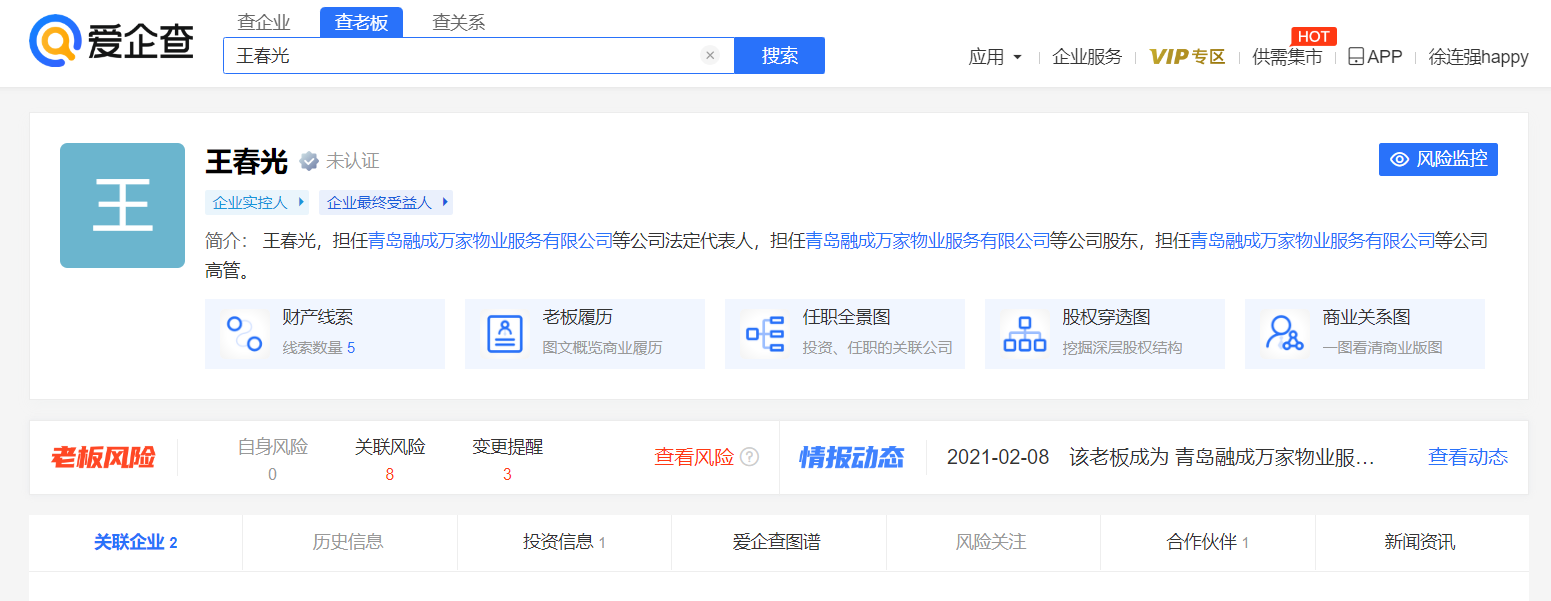 爱企查
查企业 查老板 查关系
王春光 × 搜索
应用 企业服务 VIP专区 供需集市 HOT APP 徐连强happy
王
王春光 未认证
风险监控
企业实控人 企业最终受益人
简介： 王春光，担任青岛融成万家物业服务有限公司等公司法定代表人，担任青岛融成万家物业服务有限公司等公司股东，担任青岛融成万家物业服务有限公司等公司
高管。
财产线索
线索数量 5
老板履历
图文概览商业履历
任职全景图
投资、任职的关联公司
股权穿透图
挖掘深层股权结构
商业关系图
一图看清商业版图
老板风险
自身风险 关联风险 变更提醒
0 8 3
查看风险 ?
情报动态 2021-02-08 该老板成为 青岛融成万家物业服… 查看动态
关联企业 2 历史信息 投资信息 1 爱企查图谱 风险关注 合作伙伴 1 新闻资讯